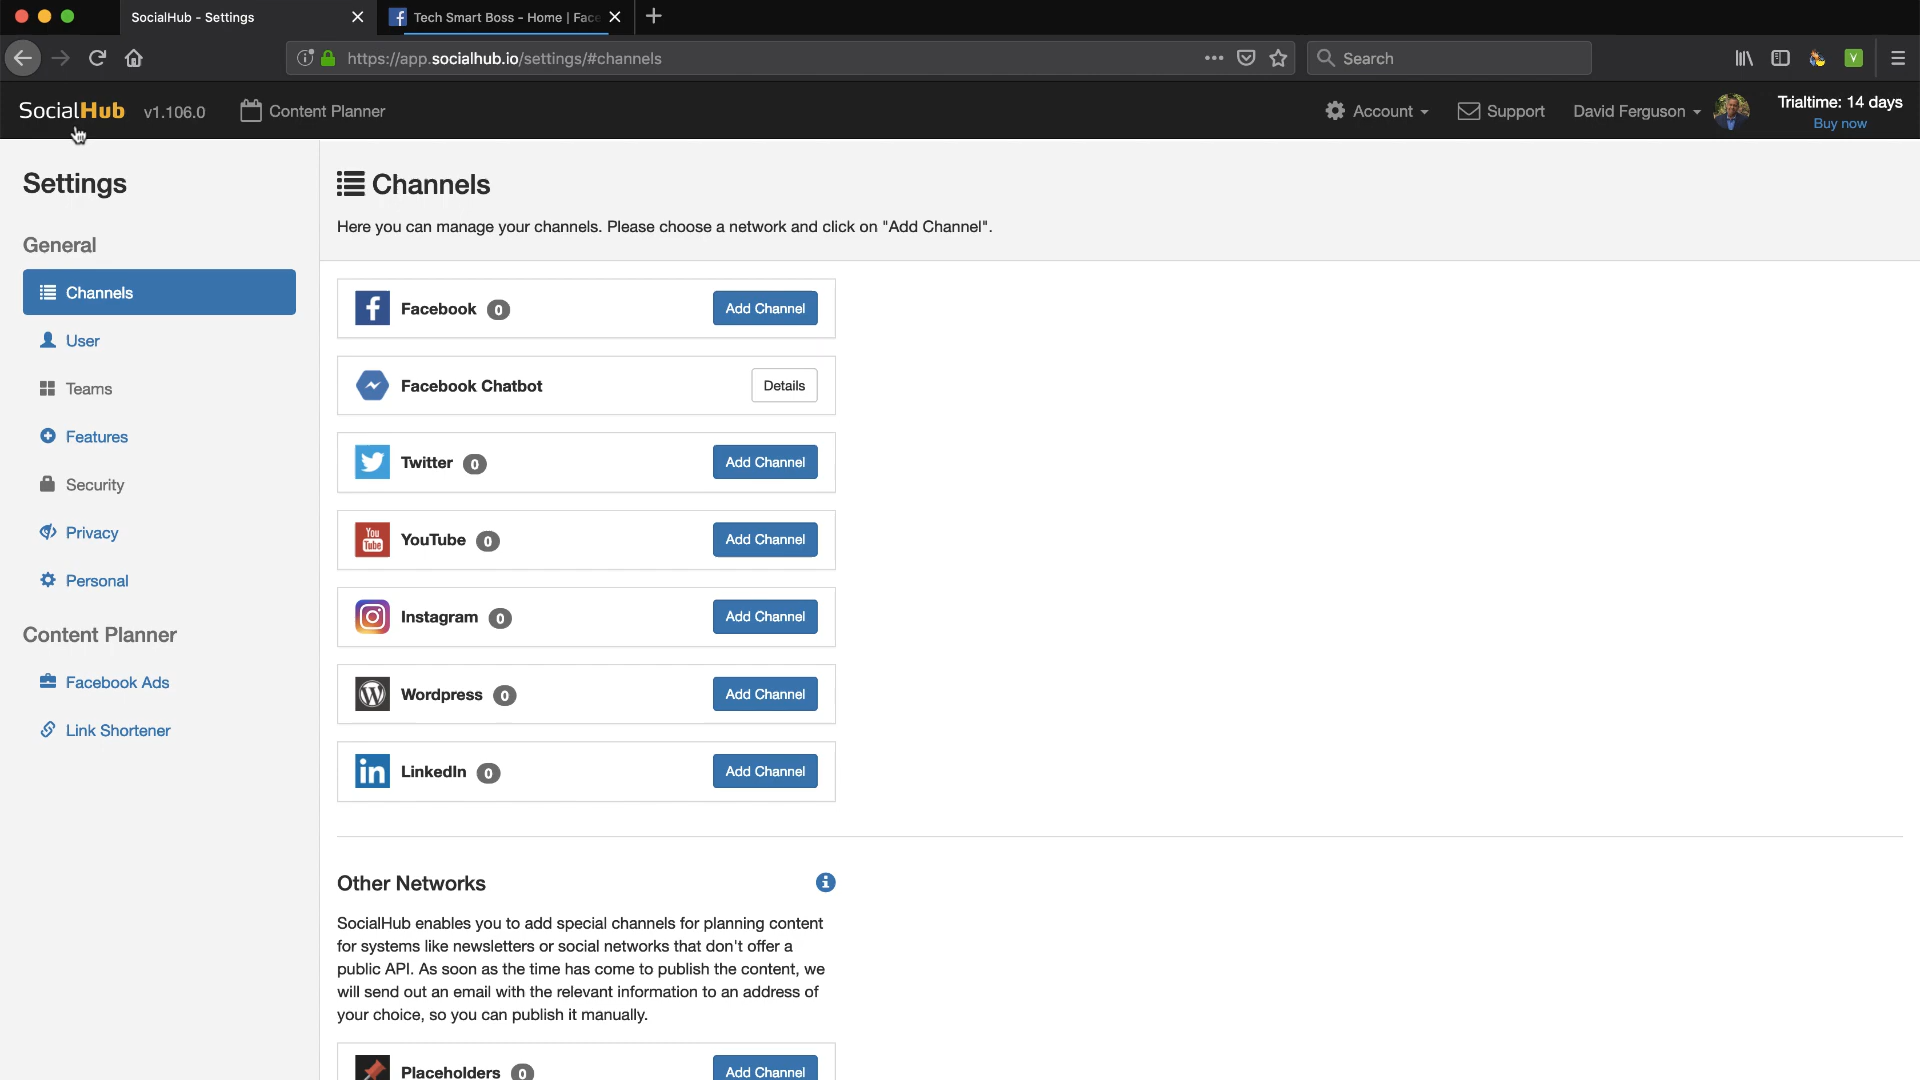 SocialHub - Settings
Tech Smart Boss - Home | Face
https://app.socialhub.io/settings/#channels
Search
SocialHub v1.106.0
Content Planner
Account
Support
David Ferguson
Trialtime: 14 days
Buy now
Settings
General
Channels
User
Teams
Features
Security
Privacy
Personal
Content Planner
Facebook Ads
Link Shortener
Channels
Here you can manage your channels. Please choose a network and click on "Add Channel".
Facebook 0 Add Channel
Facebook Chatbot Details
Twitter 0 Add Channel
You Tube YouTube 0 Add Channel
Instagram 0 Add Channel
Wordpress 0 Add Channel
LinkedIn 0 Add Channel
Other Networks
SocialHub enables you to add special channels for planning content
for systems like newsletters or social networks that don't offer a
public API. As soon as the time has come to publish the content, we
will send out an email with the relevant information to an address of
your choice, so you can publish it manually.
Placeholders 0 Add Channel